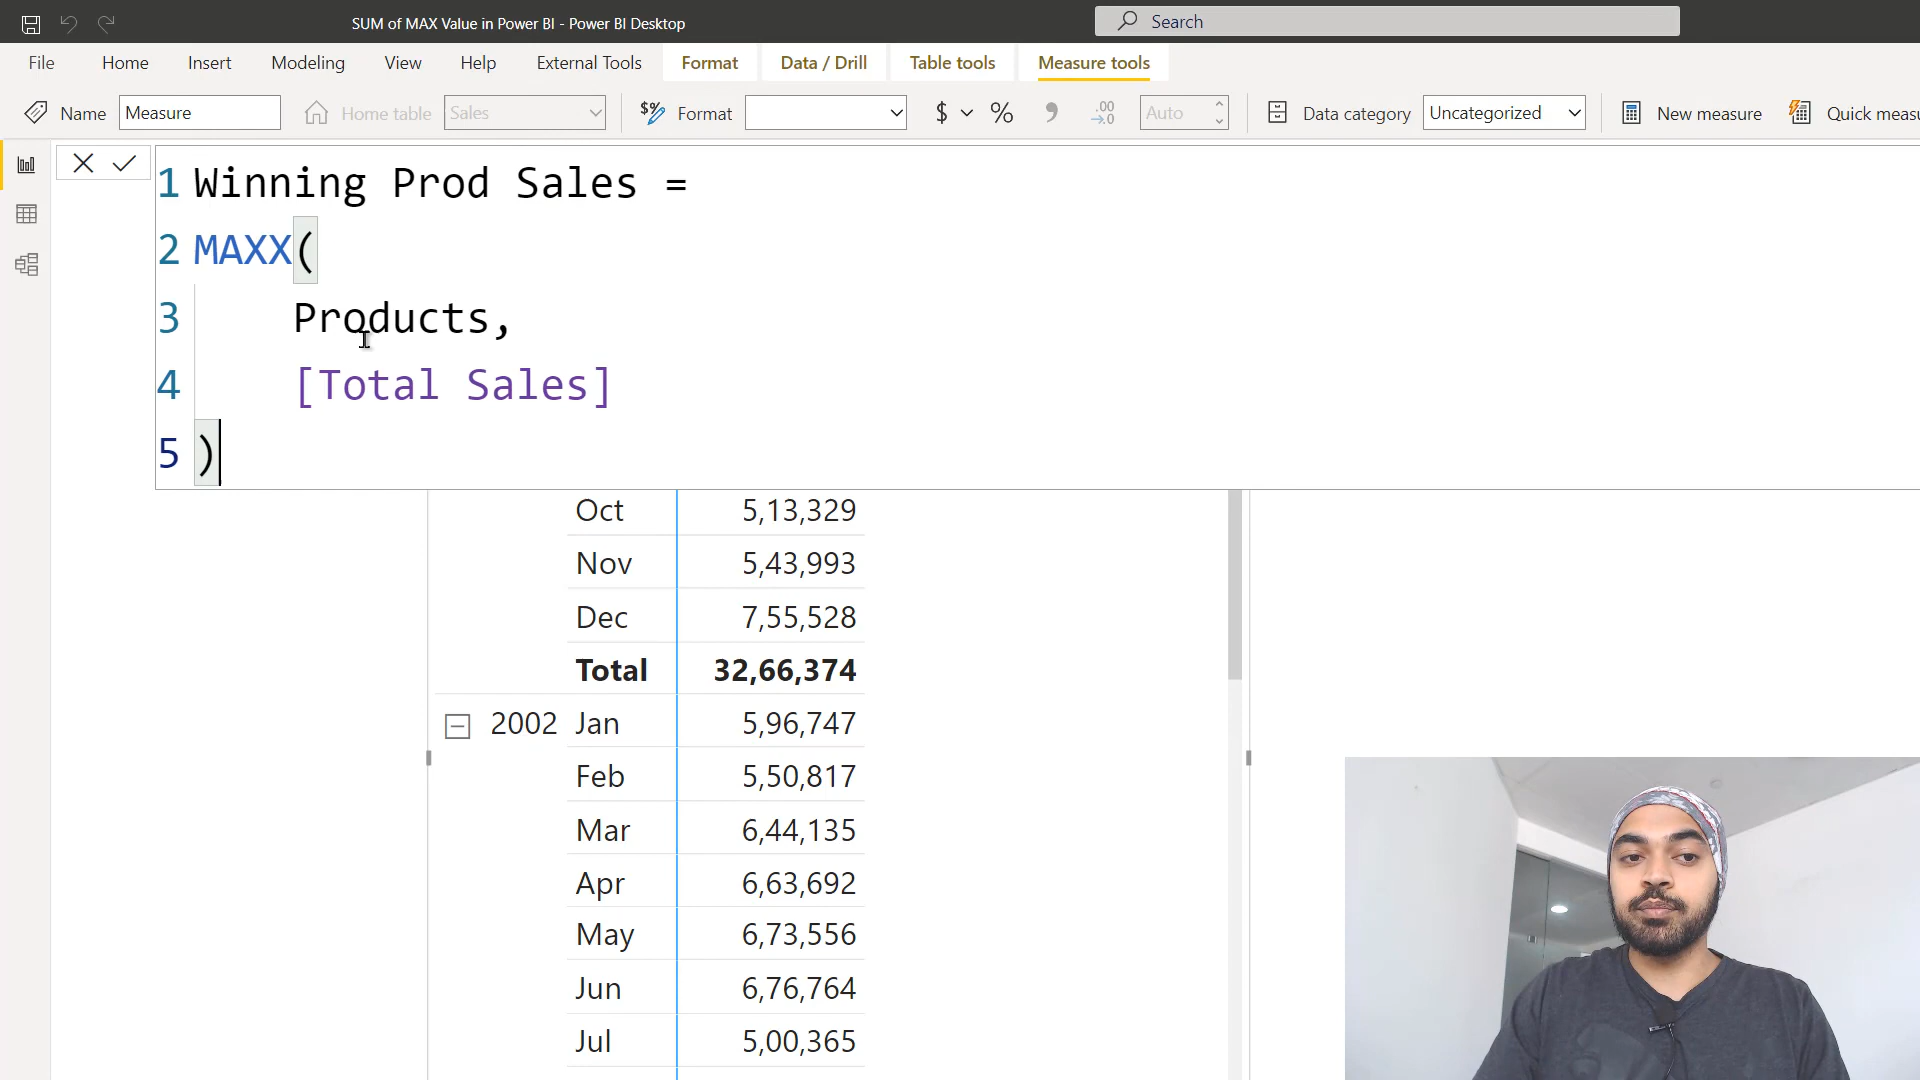 SUM of MAX Value in Power BI - Power BI Desktop
Search
File Home Insert Modeling View Help External Tools Format Data / Drill Table tools Measure tools
Name Measure Home table Sales Format $ % .00 Auto Data category Uncategorized New measure Quick measu
1 Winning Prod Sales =
2 MAXX(
3 Products,
4 [Total Sales]
5 )
Oct 5,13,329
Nov 5,43,993
Dec 7,55,528
Total 32,66,374
2002 Jan 5,96,747
Feb 5,50,817
Mar 6,44,135
Apr 6,63,692
May 6,73,556
Jun 6,76,764
Jul 5,00,365